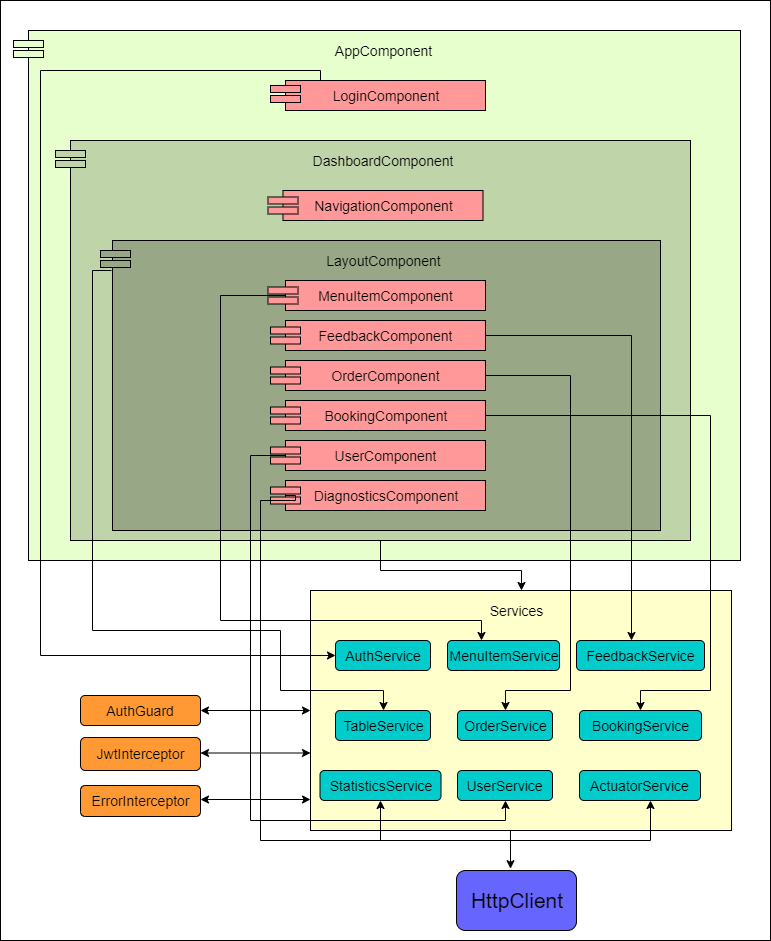 AppComponent
LoginComponent
DashboardComponent
NavigationComponent
LayoutComponent
MenuItemComponent
FeedbackComponent
OrderComponent
BookingComponent
UserComponent
DiagnosticsComponent
Services
AuthService
MenuItemService
FeedbackService
AuthGuard
TableService
OrderService
BookingService
JwtInterceptor
StatisticsService
UserService
ActuatorService
ErrorInterceptor
HttpClient